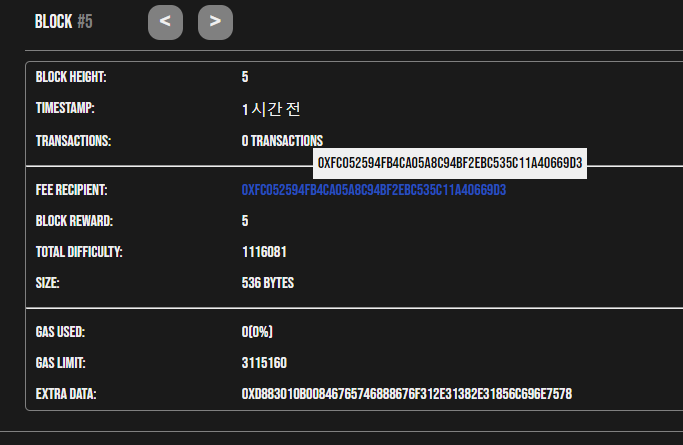 BLOCK #5 < >
BLOCK HEIGHT: 5
TIMESTAMP: 1 시간 전
TRANSACTIONS: 0 TRANSACTIONS
0XFC052594FB4CA05A8C94BF2EBC535C11A40669D3
FEE RECIPIENT: 0XFC052594FB4CA05A8C94BF2EBC535C11A40669D3
BLOCK REWARD: 5
TOTAL DIFFICULTY: 1116081
SIZE: 536 BYTES
GAS USED: 0(0%)
GAS LIMIT: 3115160
EXTRA DATA: 0XD883010B00846765746888676F312E31382E31856C696E7578